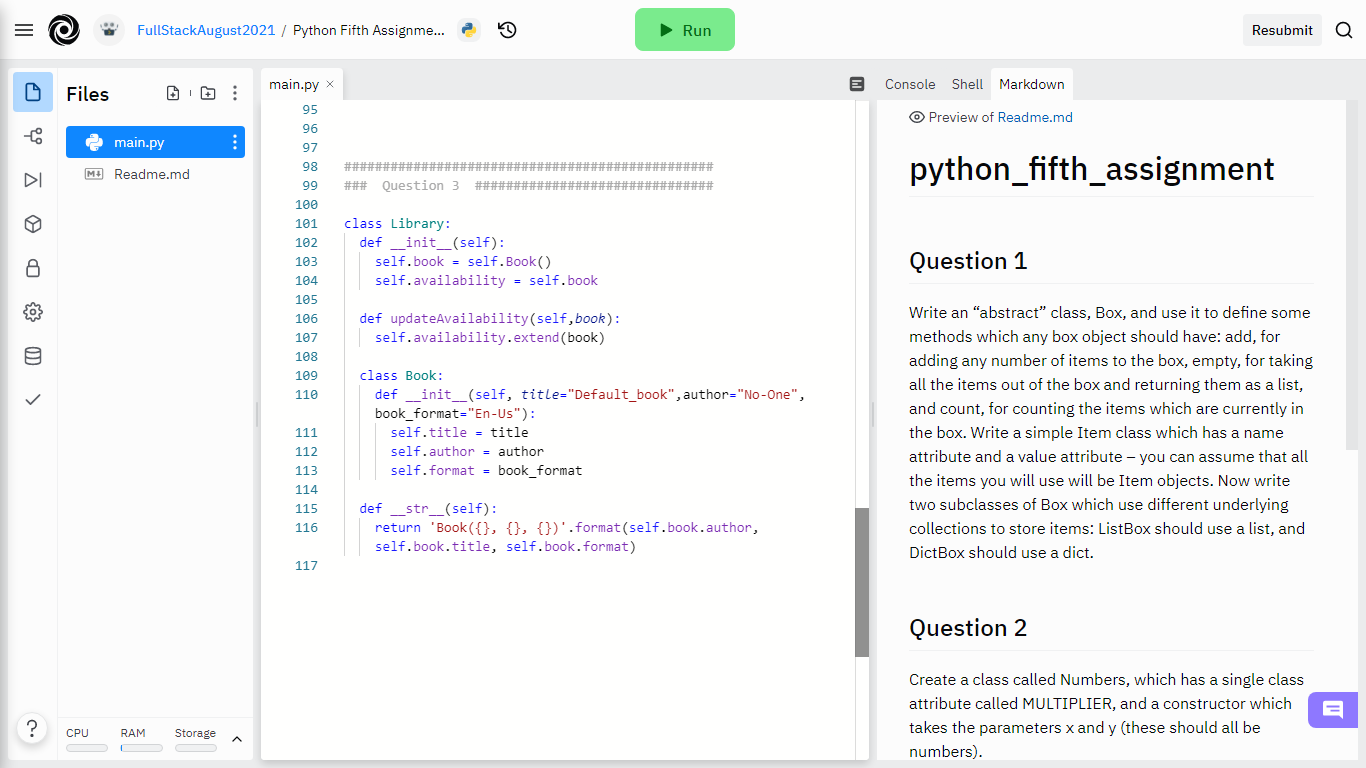 FullStackAugust2021 / Python Fifth Assignme...
Run
Resubmit
Files
main.py
Readme.md
CPU RAM Storage
main.py ×
95
96
97
98 ################################################
99 ###  Question 3  ###############################
100
101 class Library:
102   def __init__(self):
103     self.book = self.Book()
104     self.availability = self.book
105
106   def updateAvailability(self,book):
107     self.availability.extend(book)
108
109   class Book:
110     def __init__(self, title="Default_book",author="No-One",
book_format="En-Us"):
111       self.title = title
112       self.author = author
113       self.format = book_format
114
115   def __str__(self):
116     return 'Book({}, {}, {})'.format(self.book.author,
self.book.title, self.book.format)
117
Console Shell Markdown
Preview of Readme.md
python_fifth_assignment
Question 1
Write an “abstract” class, Box, and use it to define some
methods which any box object should have: add, for
adding any number of items to the box, empty, for taking
all the items out of the box and returning them as a list,
and count, for counting the items which are currently in
the box. Write a simple Item class which has a name
attribute and a value attribute – you can assume that all
the items you will use will be Item objects. Now write
two subclasses of Box which use different underlying
collections to store items: ListBox should use a list, and
DictBox should use a dict.
Question 2
Create a class called Numbers, which has a single class
attribute called MULTIPLIER, and a constructor which
takes the parameters x and y (these should all be
numbers).